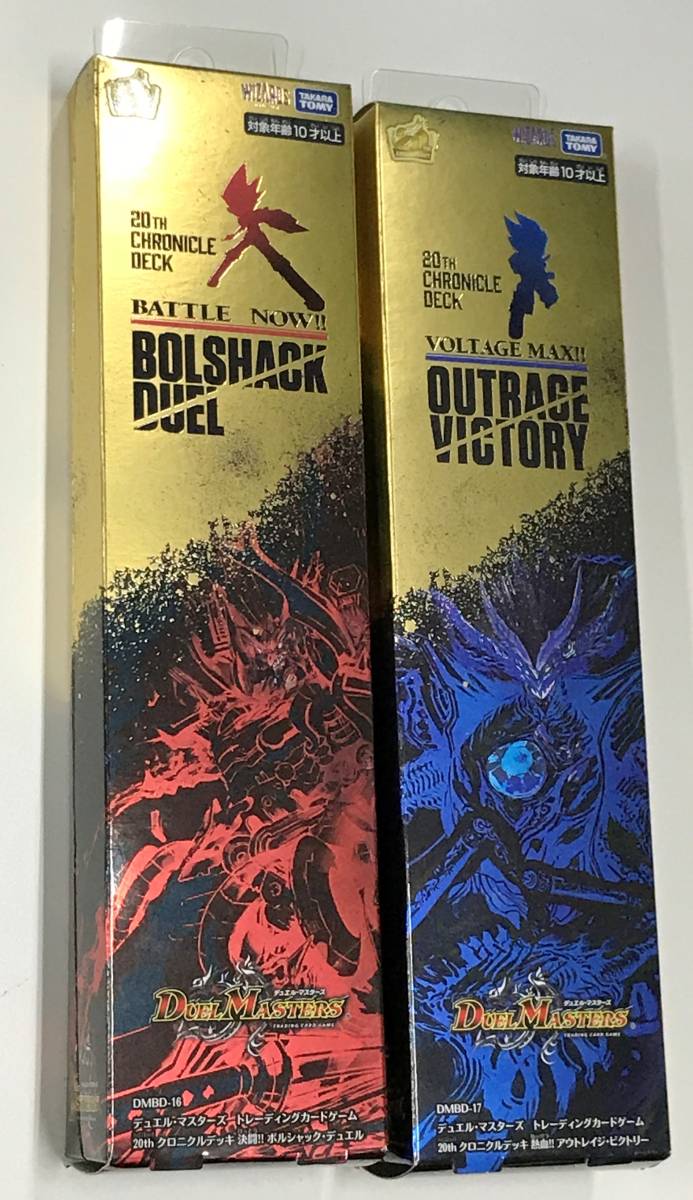 WIZARDS
TAKARA
TOMY
対象年齢10才以上
20TH
CHRONICLE
DECK
BATTLE NOW!!
BOLSHACK
DUEL
デュエル・マスターズ
DUEL MASTERS
TRADING CARD GAME
DMBD-16
デュエル・マスターズ トレーディングカードゲーム
20th クロニクルデッキ 決闘!! ボルシャック・デュエル
WIZARDS
TAKARA
TOMY
対象年齢10才以上
20TH
CHRONICLE
DECK
VOLTAGE MAX!!
OUTRAGE
VICTORY
デュエル・マスターズ
DUEL MASTERS®
TRADING CARD GAME
DMBD-17
デュエル・マスターズ トレーディングカードゲーム
20th クロニクルデッキ 熱血!! アウトレイジ・ビクトリー